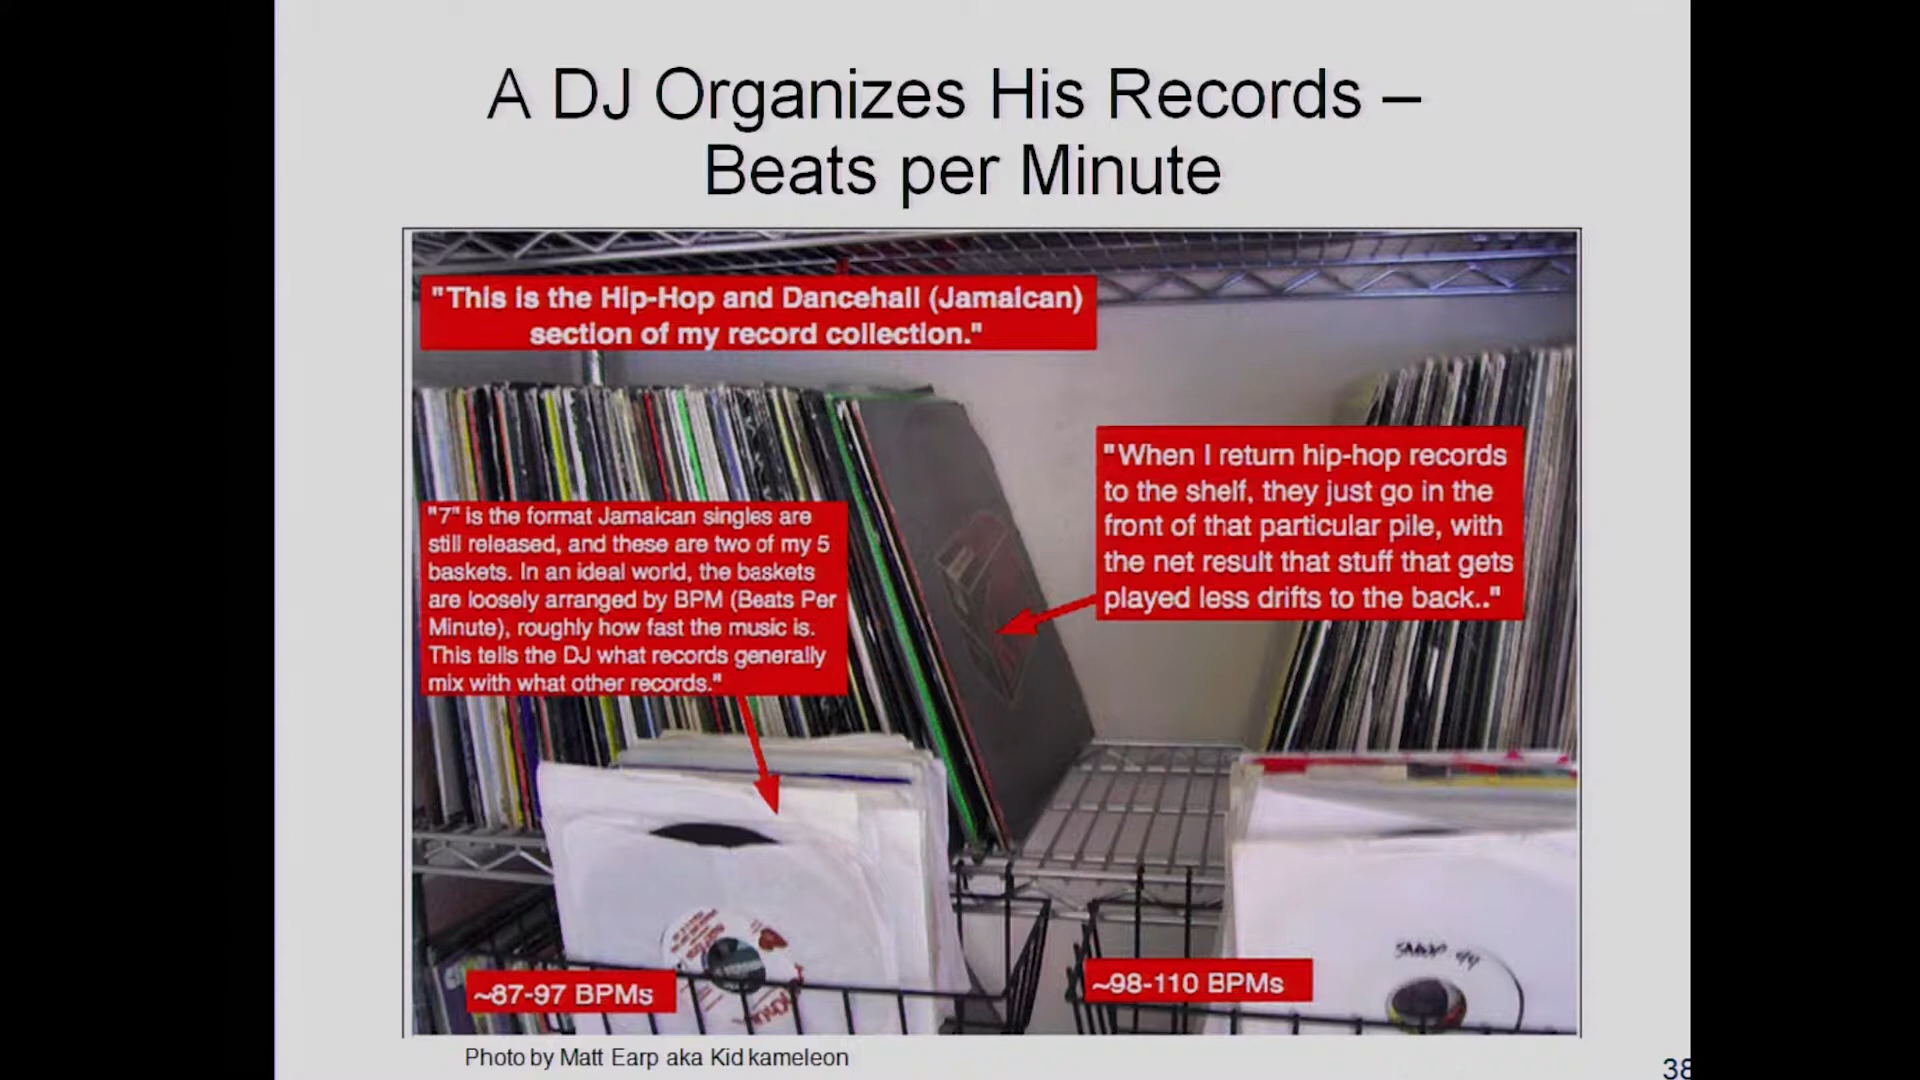 A DJ Organizes His Records –
Beats per Minute
"This is the Hip-Hop and Dancehall (Jamaican)
section of my record collection."
"When I return hip-hop records
to the shelf, they just go in the
front of that particular pile, with
the net result that stuff that gets
played less drifts to the back.."
"7" is the format Jamaican singles are
still released, and these are two of my 5
baskets. In an ideal world, the baskets
are loosely arranged by BPM (Beats Per
Minute), roughly how fast the music is.
This tells the DJ what records generally
mix with what other records."
~87-97 BPMs
~98-110 BPMs
Photo by Matt Earp aka Kid kameleon
38